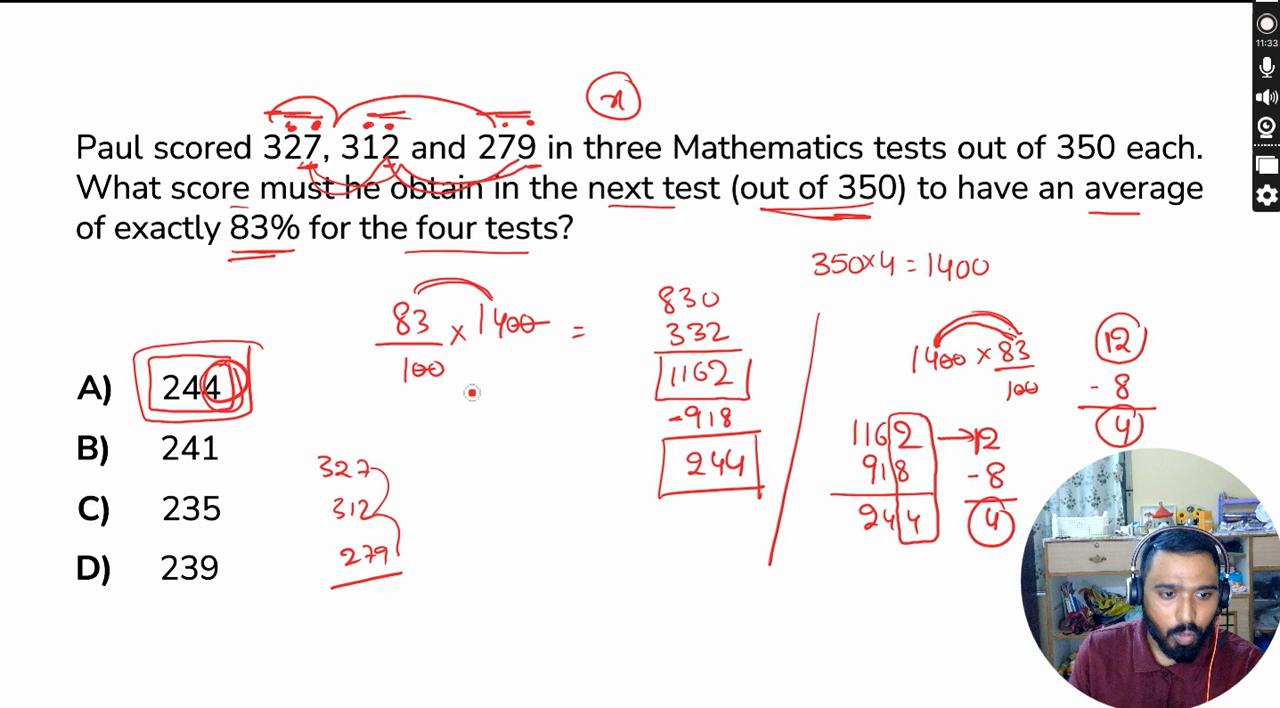 11:33
x
Paul scored 327, 312 and 279 in three Mathematics tests out of 350 each.
What score must he obtain in the next test (out of 350) to have an average
of exactly 83% for the four tests?
350×4 = 1400
83
100
× 1400 =
830
332
1162
-918
244
1400 × 83
100
12
- 8
4
1162 → 12
918 - 8
244 4
A) 244
B) 241
C) 235
D) 239
327
312
279